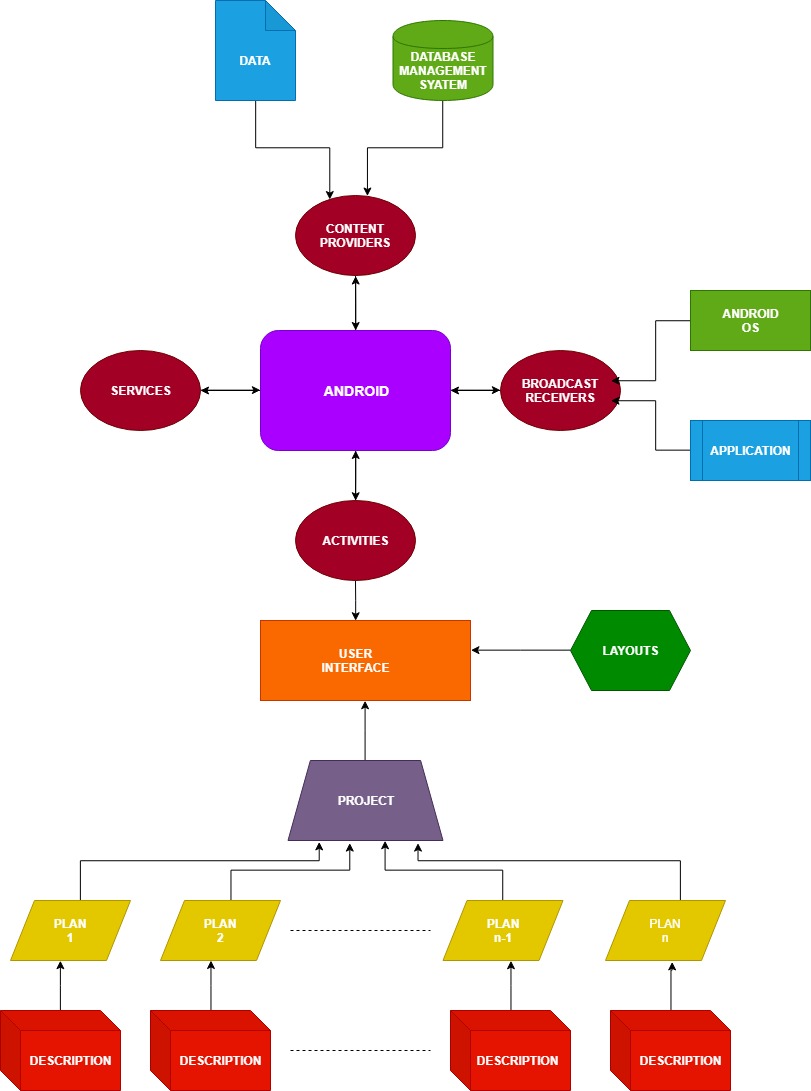 DATA
DATABASE
MANAGEMENT
SYATEM
CONTENT
PROVIDERS
ANDROID
OS
SERVICES
ANDROID
BROADCAST
RECEIVERS
APPLICATION
ACTIVITIES
USER
INTERFACE
LAYOUTS
PROJECT
PLAN
1
PLAN
2
PLAN
n-1
PLAN
n
DESCRIPTION
DESCRIPTION
DESCRIPTION
DESCRIPTION